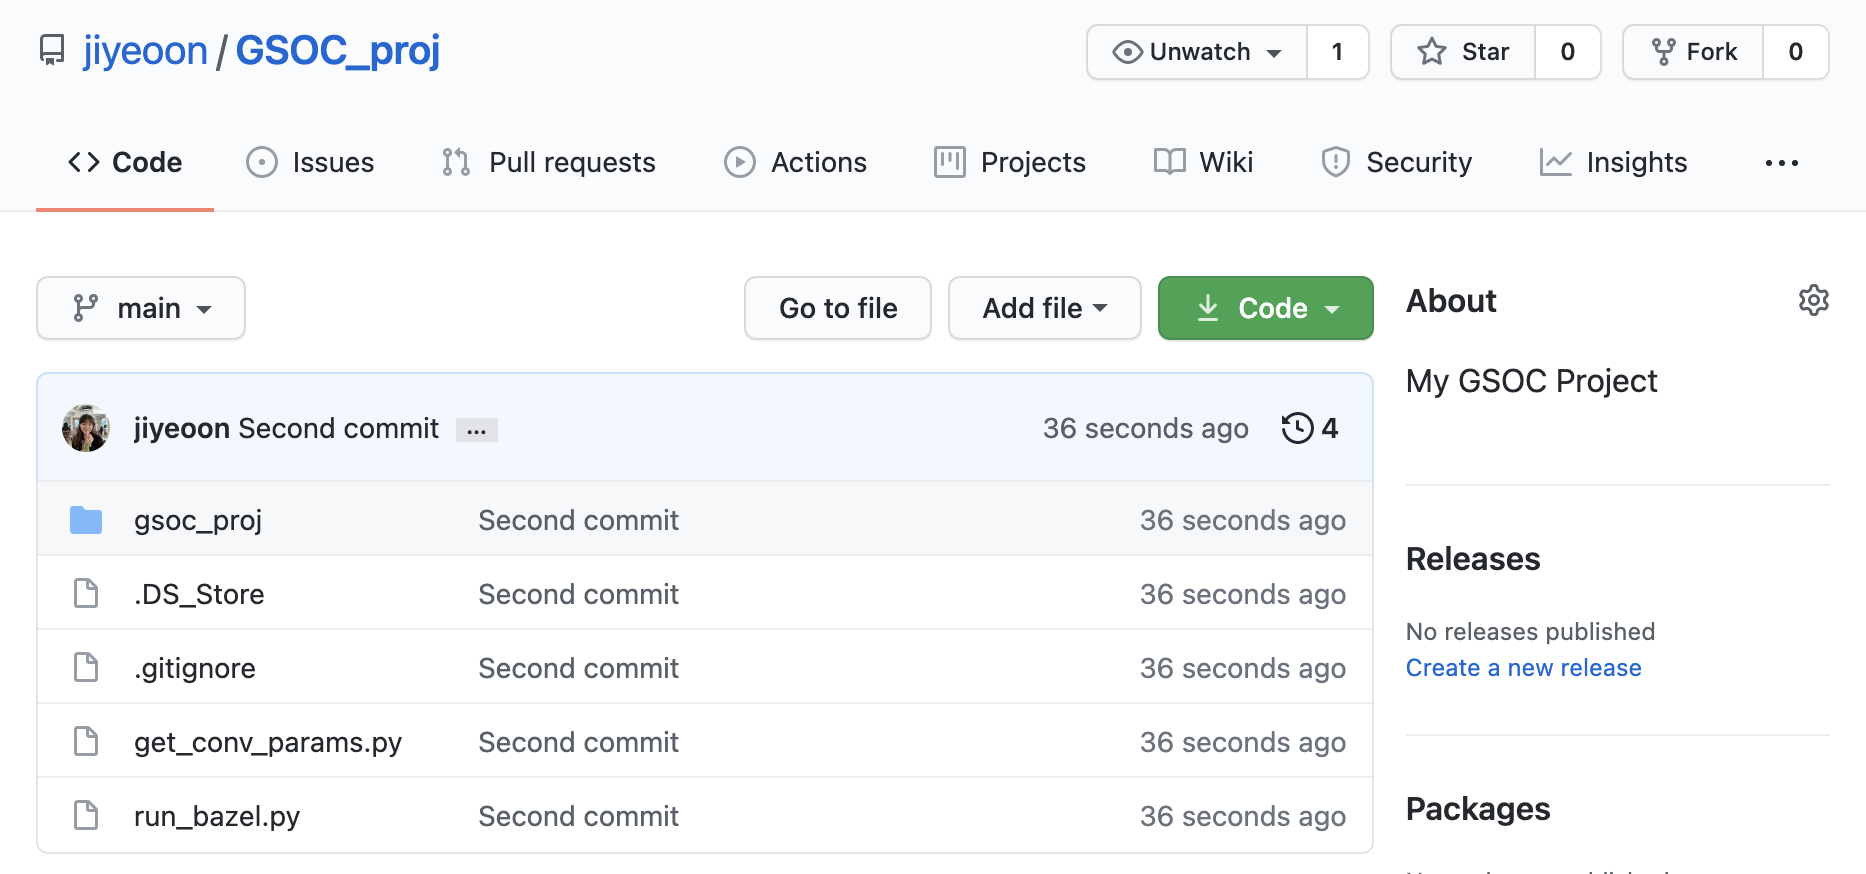 jiyeoon / GSOC_proj
Unwatch 1
Star 0
Fork 0
Code Issues Pull requests Actions Projects Wiki Security Insights ...
main
Go to file
Add file
Code
jiyeoon Second commit ... 36 seconds ago 4
gsoc_proj Second commit 36 seconds ago
.DS_Store Second commit 36 seconds ago
.gitignore Second commit 36 seconds ago
get_conv_params.py Second commit 36 seconds ago
run_bazel.py Second commit 36 seconds ago
About
My GSOC Project
Releases
No releases published
Create a new release
Packages